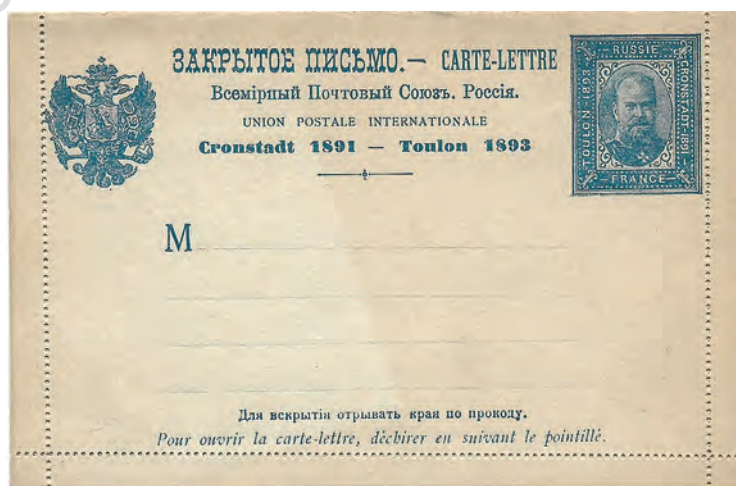 ЗАКРЫТОЕ ПИСЬМО. — CARTE-LETTRE
Всемірный Почтовый Союзъ. Россія.
UNION POSTALE INTERNATIONALE
Cronstadt 1891 — Toulon 1893
RUSSIE
TOULON-1893
CRONSTADT-1891
FRANCE
M
Для вскрытія отрывать края по проколу.
Pour ouvrir la carte-lettre, déchirer en suivant le pointillé.